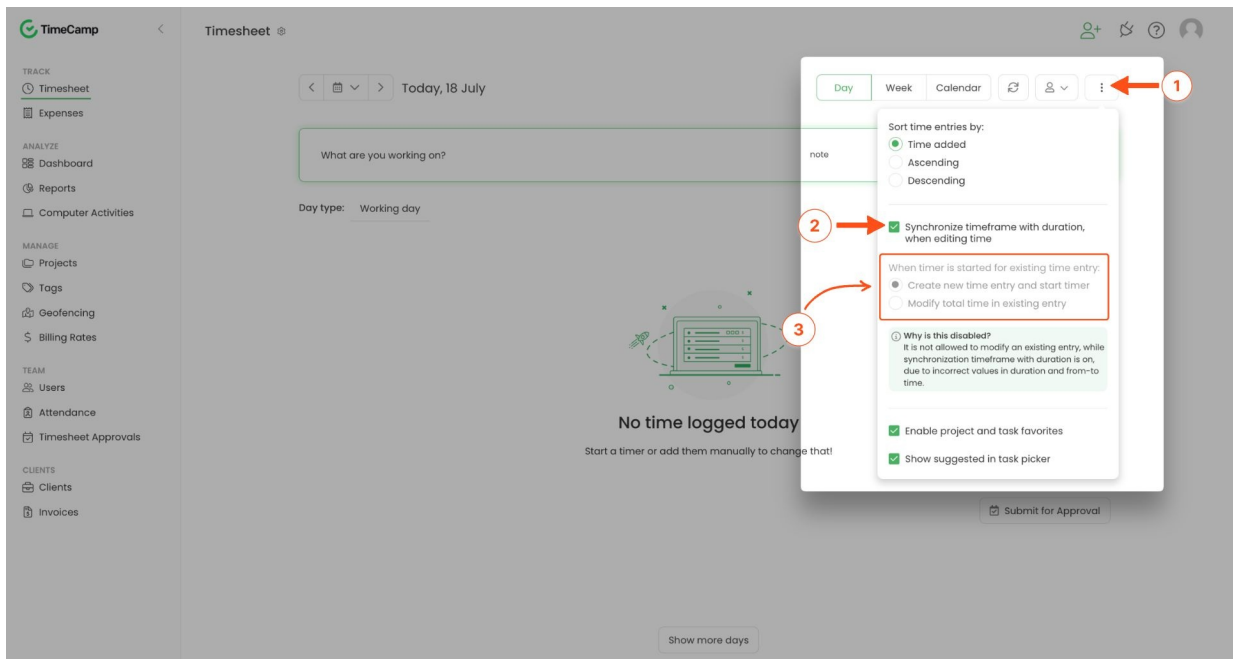 TimeCamp
Timesheet
TRACK
Timesheet
Expenses
ANALYZE
Dashboard
Reports
Computer Activities
MANAGE
Projects
Tags
Geofencing
Billing Rates
TEAM
Users
Attendance
Timesheet Approvals
CLIENTS
Clients
Invoices
Today, 18 July
Day Week Calendar
1
What are you working on?
note
Day type: Working day
Sort time entries by:
Time added
Ascending
Descending
2
Synchronize timeframe with duration,
when editing time
When timer is started for existing time entry:
Create new time entry and start timer
Modify total time in existing entry
3
Why is this disabled?
It is not allowed to modify an existing entry, while
synchronization timeframe with duration is on,
due to incorrect values in duration and from-to
time.
Enable project and task favorites
Show suggested in task picker
No time logged today
Start a timer or add them manually to change that!
Submit for Approval
Show more days